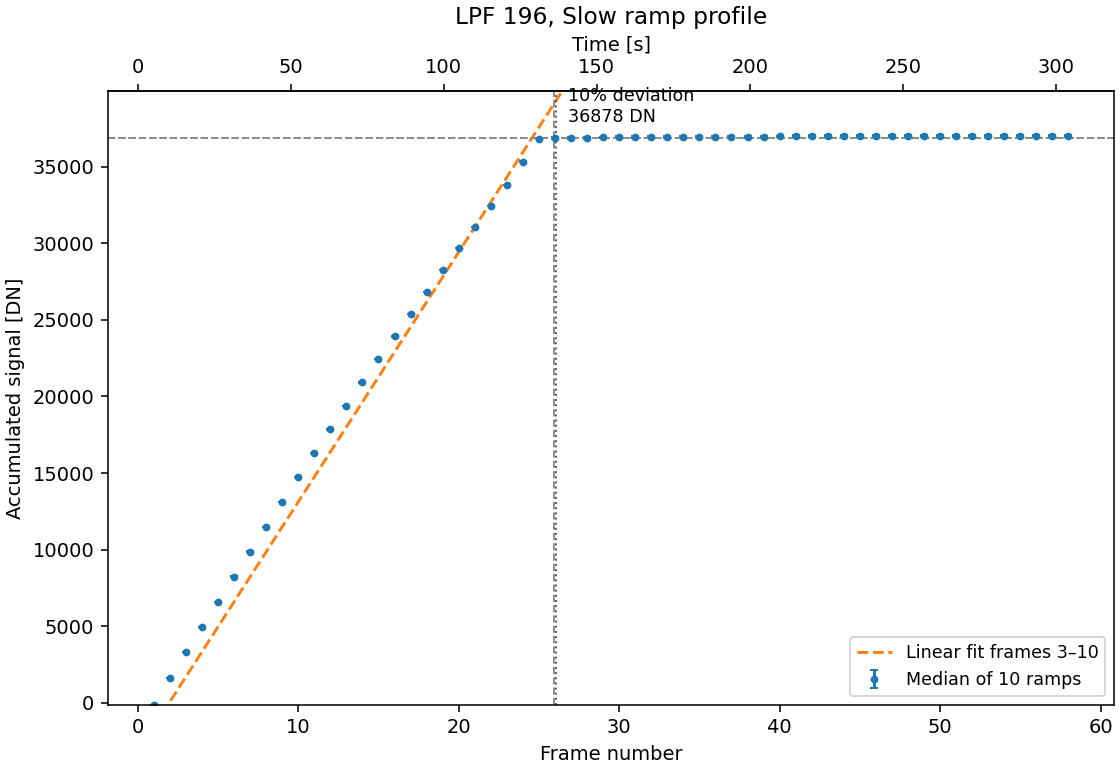 LPF 196, Slow ramp profile
Time [s]
0 50 100 150 200 250 300
10% deviation
36878 DN
Accumulated signal [DN]
35000
30000
25000
20000
15000
10000
5000
0
Linear fit frames 3–10
Median of 10 ramps
0 10 20 30 40 50 60
Frame number